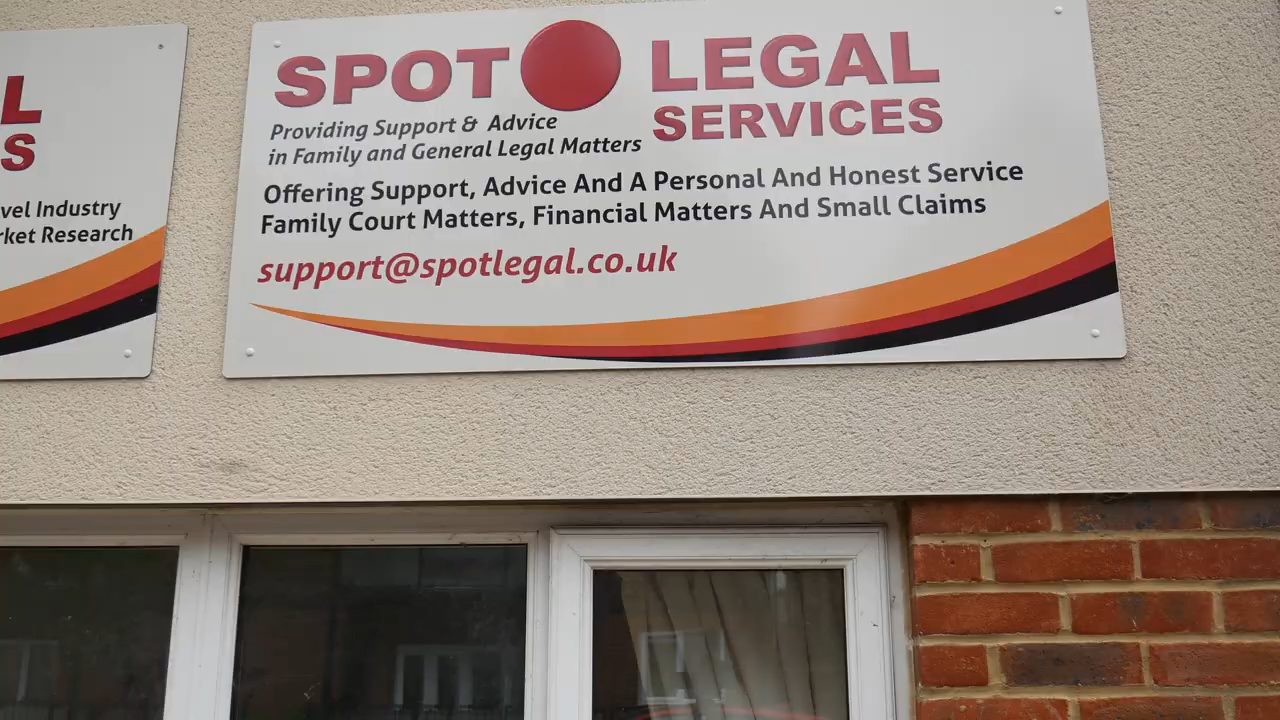 L
S
vel Industry
rket Research
SPOT LEGAL
SERVICES
Providing Support & Advice
in Family and General Legal Matters
Offering Support, Advice And A Personal And Honest Service
Family Court Matters, Financial Matters And Small Claims
support@spotlegal.co.uk